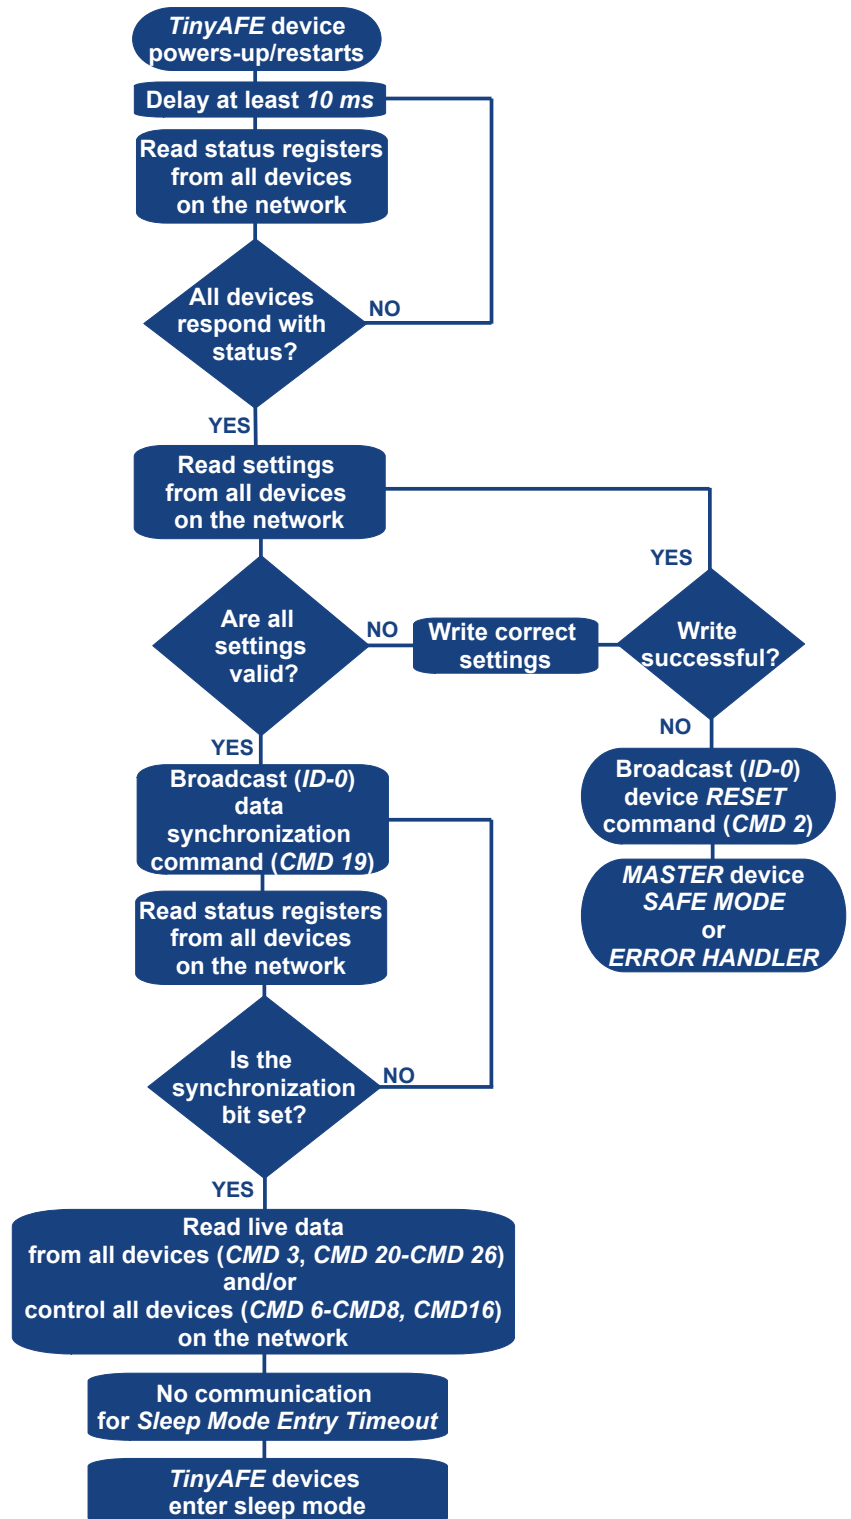 TinyAFE device
powers-up/restarts
Delay at least 10 ms
Read status registers
from all devices
on the network
All devices
respond with
status?
NO
YES
Read settings
from all devices
on the network
YES
Are all
settings
valid?
NO
Write correct
settings
Write
successful?
NO
YES
Broadcast (ID-0)
data
synchronization
command (CMD 19)
Broadcast (ID-0)
device RESET
command (CMD 2)
MASTER device
SAFE MODE
or
ERROR HANDLER
Read status registers
from all devices
on the network
Is the
synchronization
bit set?
NO
YES
Read live data
from all devices (CMD 3, CMD 20-CMD 26)
and/or
control all devices (CMD 6-CMD8, CMD16)
on the network
No communication
for Sleep Mode Entry Timeout
TinyAFE devices
enter sleep mode